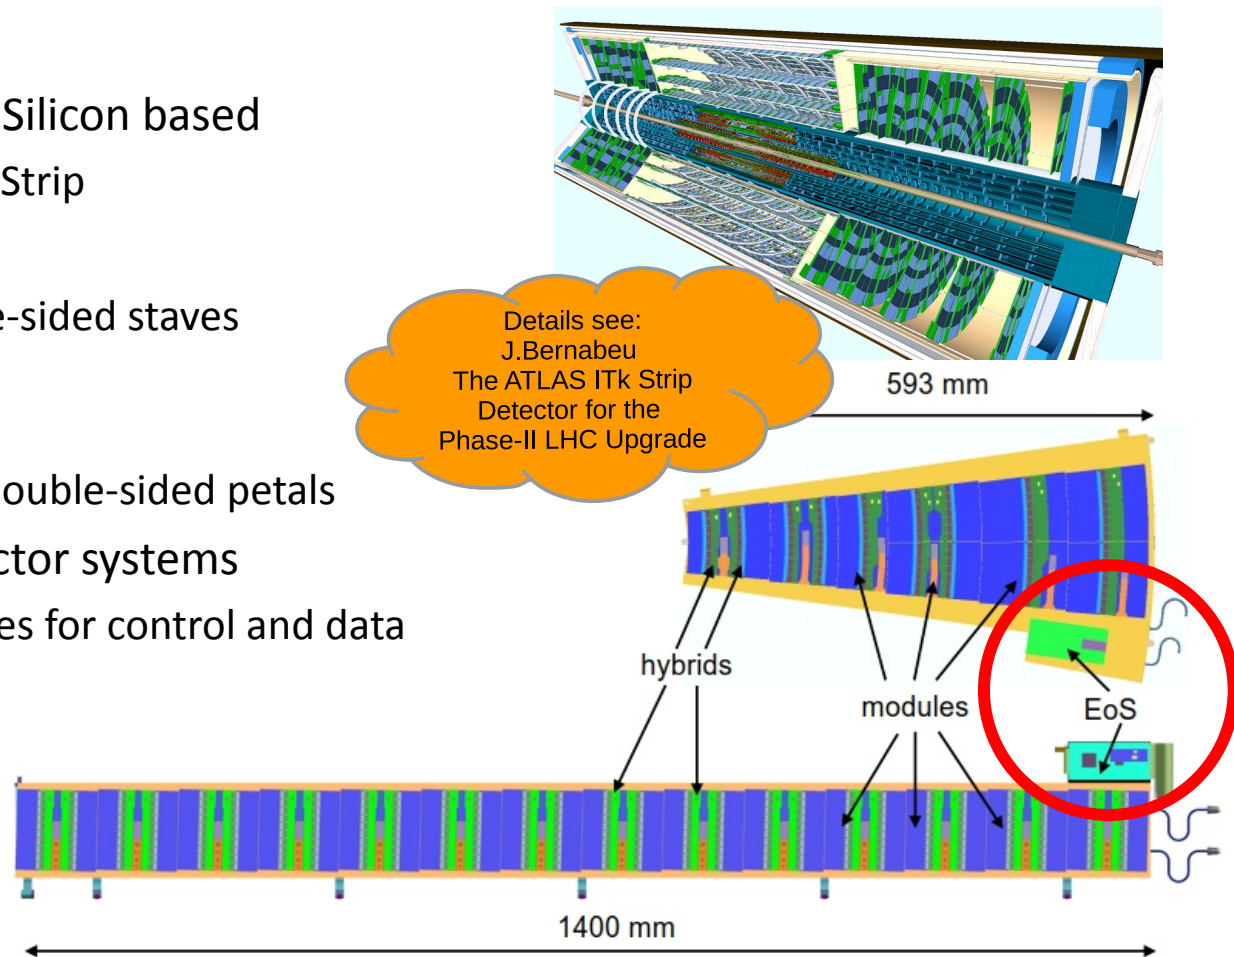 Silicon based
Strip
e-sided staves
ouble-sided petals
ctor systems
es for control and data
Details see:
J.Bernabeu
The ATLAS ITk Strip
Detector for the
Phase-II LHC Upgrade
593 mm
hybrids
modules
EoS
1400 mm